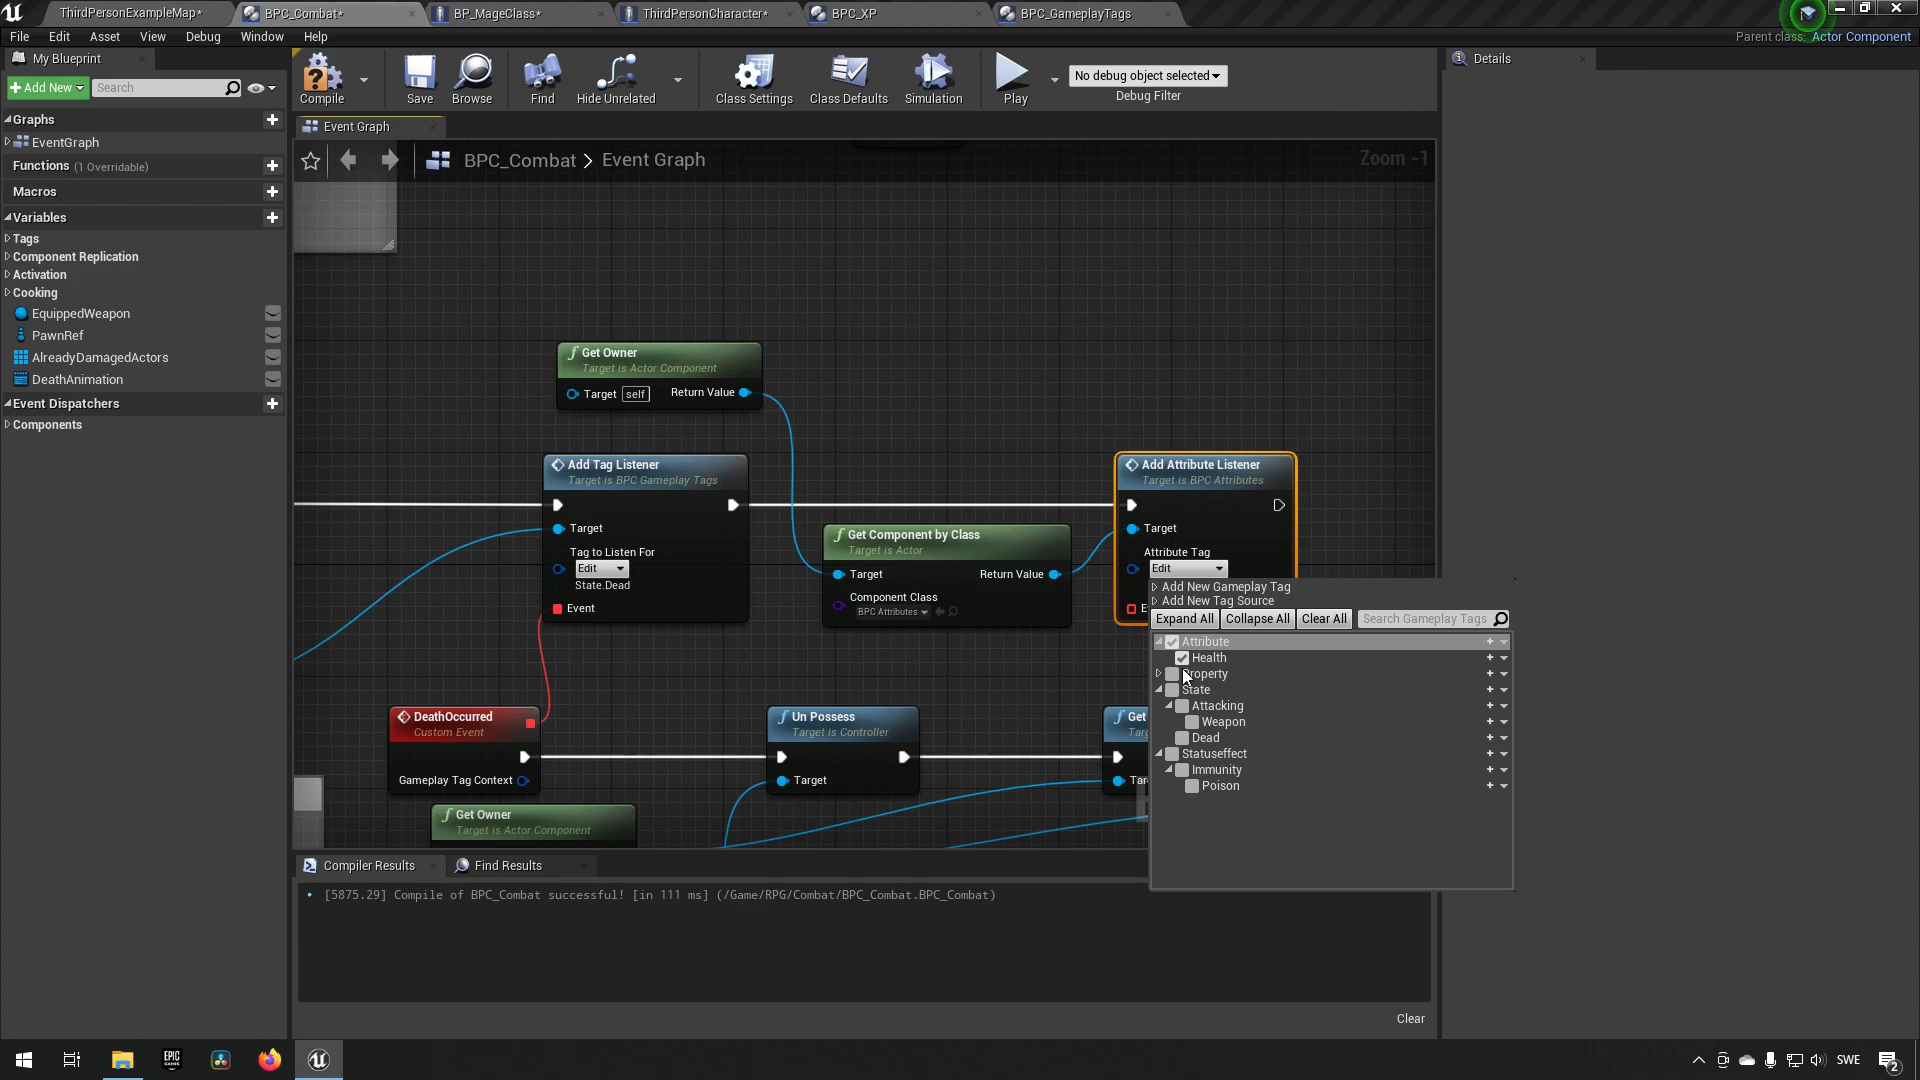 ThirdPersonExampleMap*
BPC_Combat*
BP_MageClass*
ThirdPersonCharacter*
BPC_XP
BPC_GameplayTags
File Edit Asset View Debug Window Help
Parent class: Actor Component
My Blueprint
Add New
Search
Compile
Save
Browse
Find
Hide Unrelated
Class Settings
Class Defaults
Simulation
Play
No debug object selected
Debug Filter
Details
Graphs
EventGraph
Functions (1 Overridable)
Macros
Variables
Tags
Component Replication
Activation
Cooking
EquippedWeapon
PawnRef
AlreadyDamagedActors
DeathAnimation
Event Dispatchers
Components
Event Graph
BPC_Combat > Event Graph
Zoom -1
Get Owner
Target is Actor Component
Target self Return Value
Add Tag Listener
Target is BPC Gameplay Tags
Target
Tag to Listen For
Edit
State.Dead
Event
Get Component by Class
Target is Actor
Target Return Value
Component Class
BPC Attributes
Add Attribute Listener
Target is BPC Attributes
Target
Attribute Tag
Edit
Add New Gameplay Tag
Add New Tag Source
Expand All Collapse All Clear All Search Gameplay Tags
Attribute
Health
State
Attacking
Weapon
Dead
Statuseffect
Immunity
Poison
DeathOccurred
Custom Event
Gameplay Tag Context
Un Possess
Target is Controller
Target
Get
Get Owner
Target is Actor Component
Compiler Results
Find Results
[5875.29] Compile of BPC_Combat successful! [in 111 ms] (/Game/RPG/Combat/BPC_Combat.BPC_Combat)
Clear
EPIC
GAMES
SWE
2